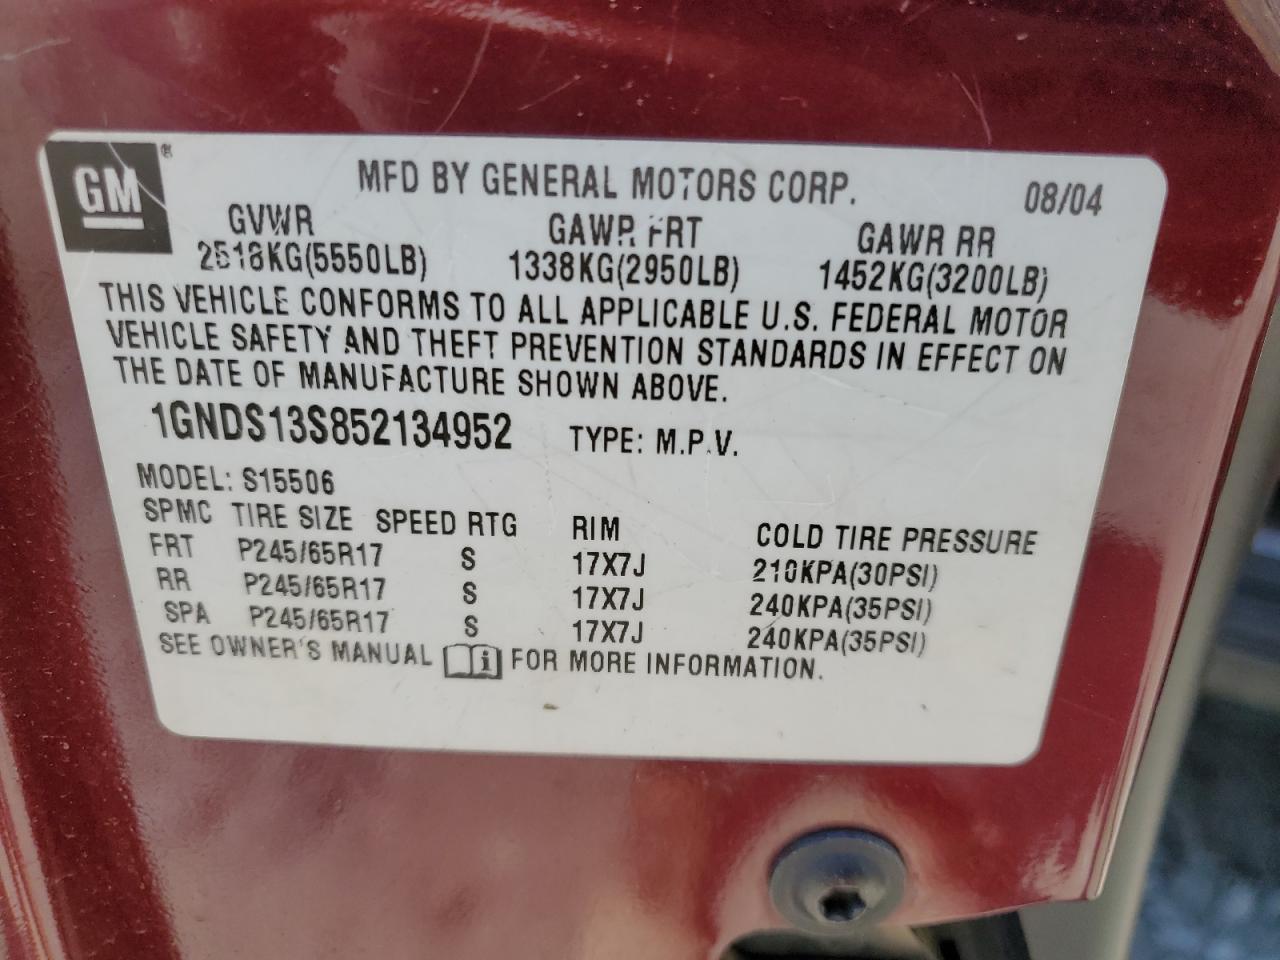 GM®
MFD BY GENERAL MOTORS CORP. 08/04
GVWR GAWR FRT GAWR RR
2518KG(5550LB) 1338KG(2950LB) 1452KG(3200LB)
THIS VEHICLE CONFORMS TO ALL APPLICABLE U.S. FEDERAL MOTOR
VEHICLE SAFETY AND THEFT PREVENTION STANDARDS IN EFFECT ON
THE DATE OF MANUFACTURE SHOWN ABOVE.
1GNDS13S852134952 TYPE: M.P.V.
MODEL: S15506
SPMC TIRE SIZE SPEED RTG RIM COLD TIRE PRESSURE
FRT P245/65R17 S 17X7J 210KPA(30PSI)
RR P245/65R17 S 17X7J 240KPA(35PSI)
SPA P245/65R17 S 17X7J 240KPA(35PSI)
SEE OWNER'S MANUAL i FOR MORE INFORMATION.